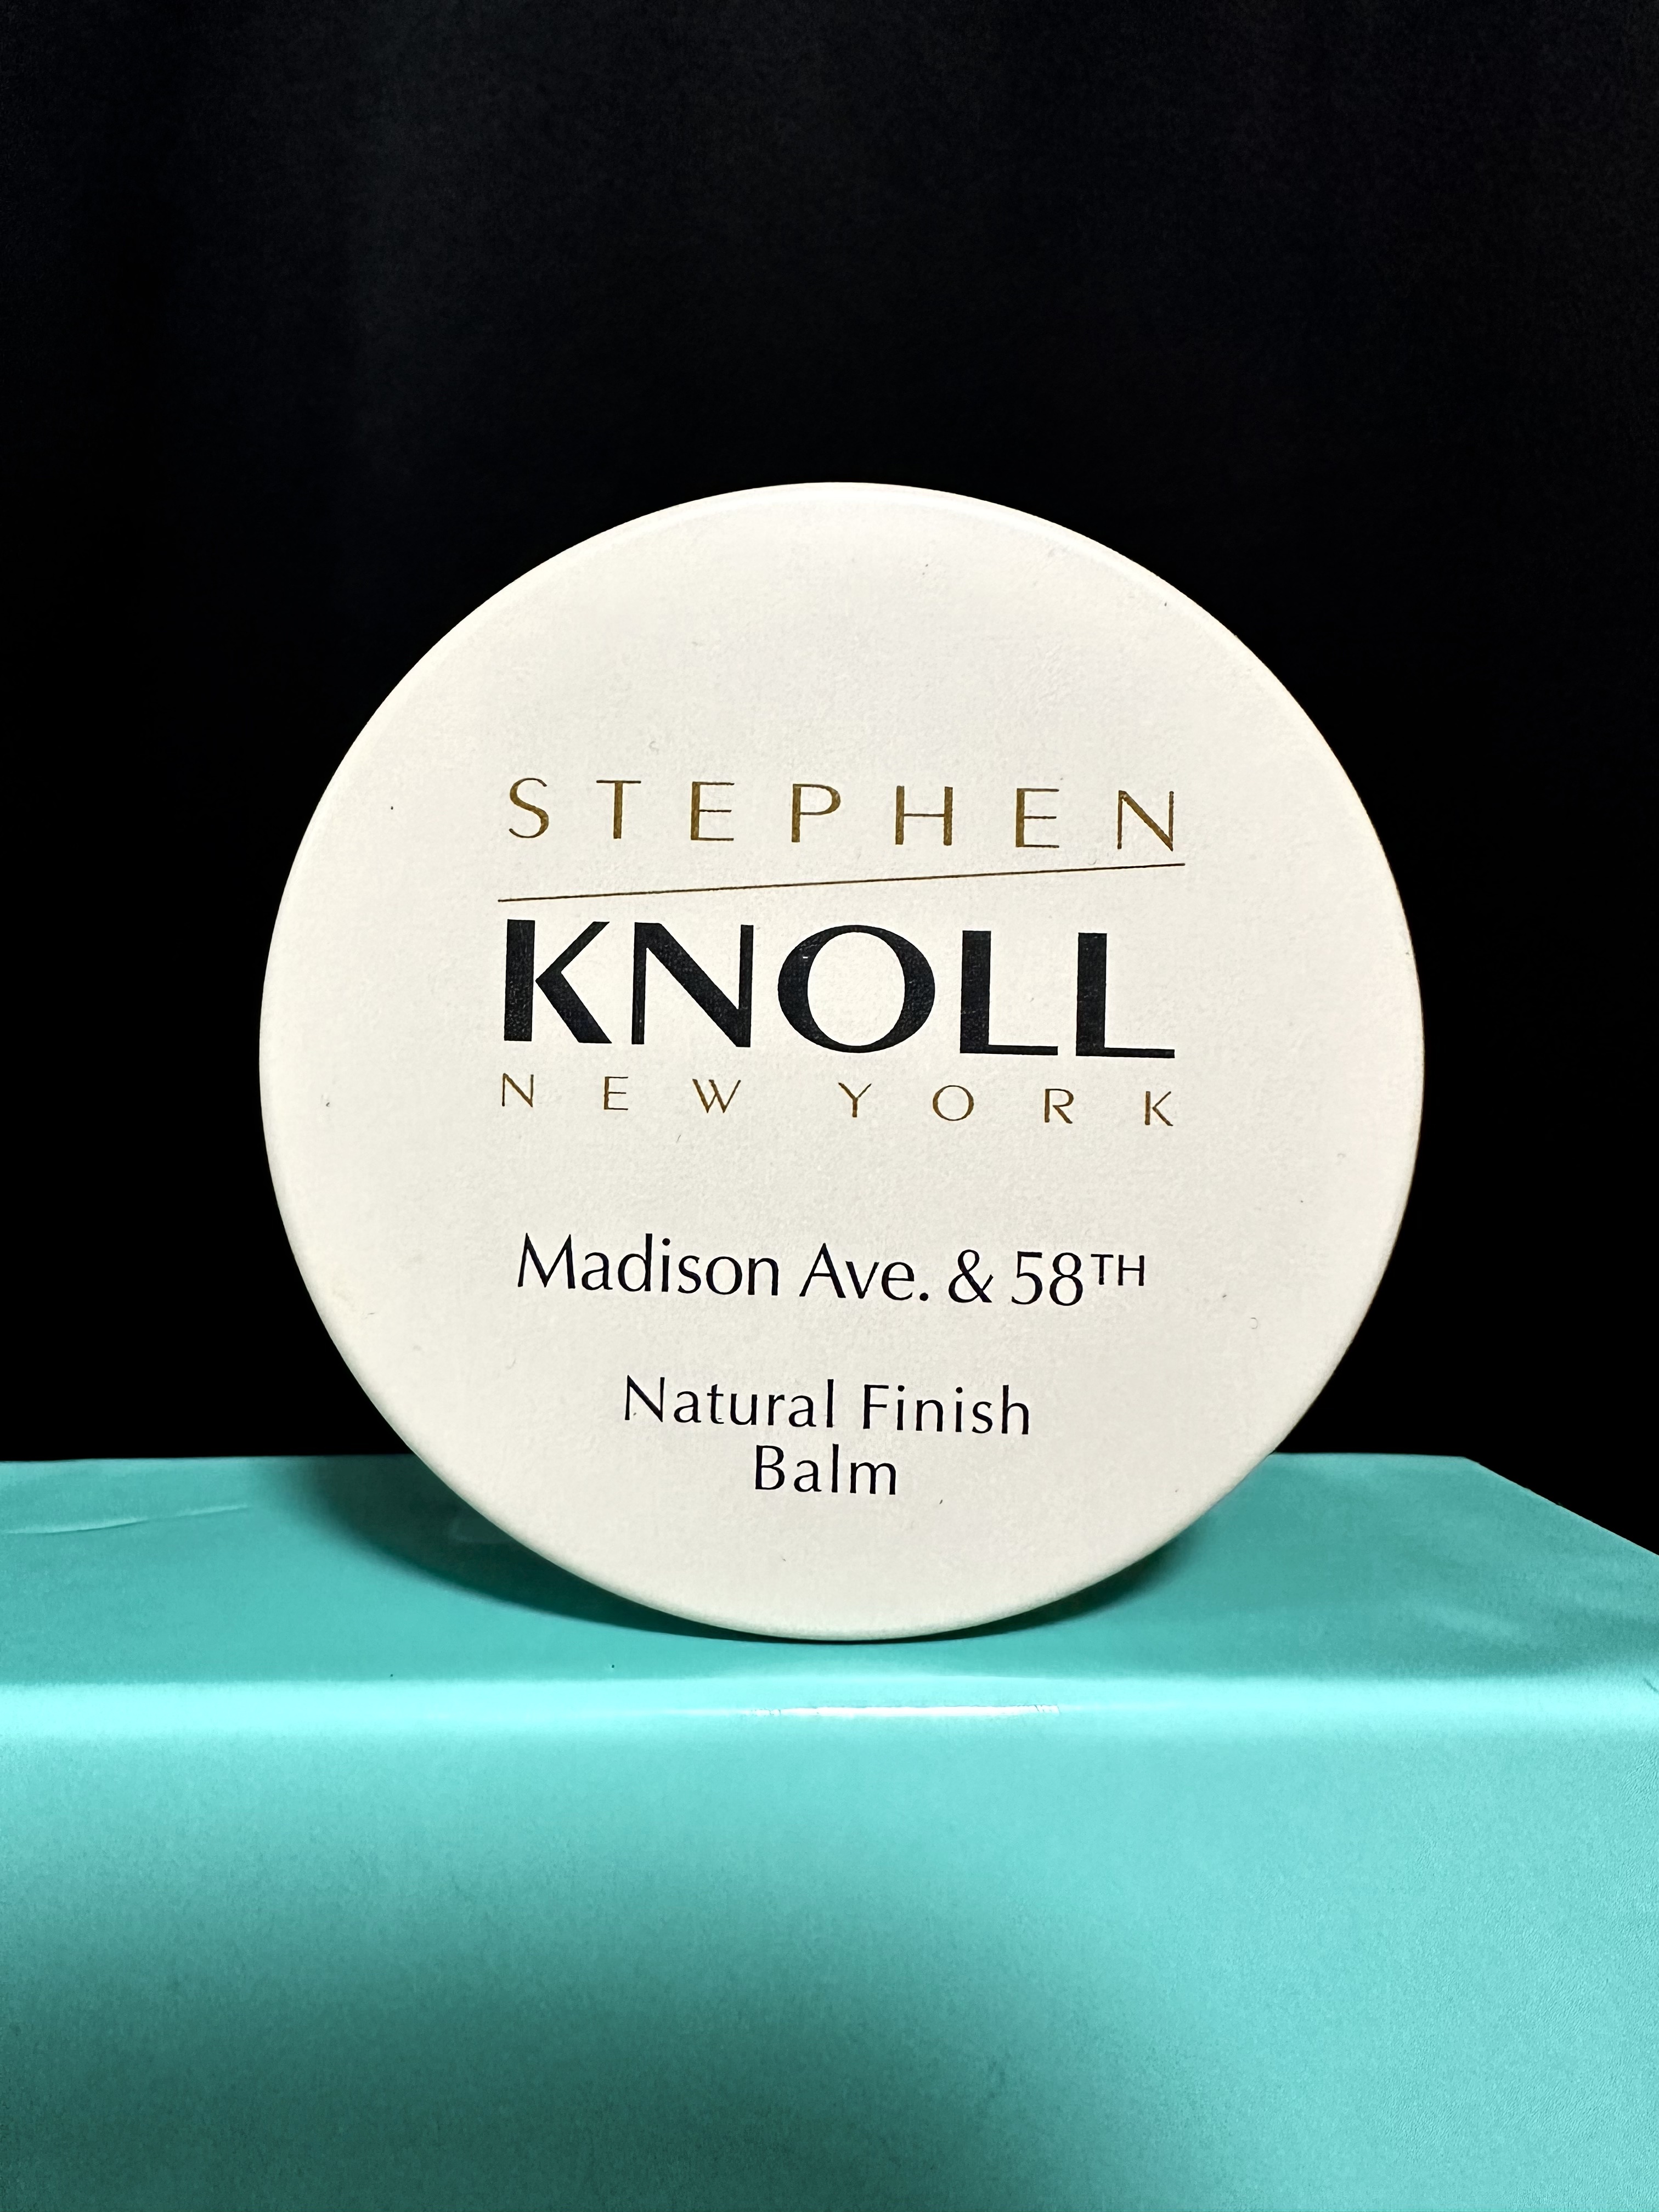 STEPHEN
KNOLL
NEW YORK
Madison Ave. & 58TH
Natural Finish
Balm